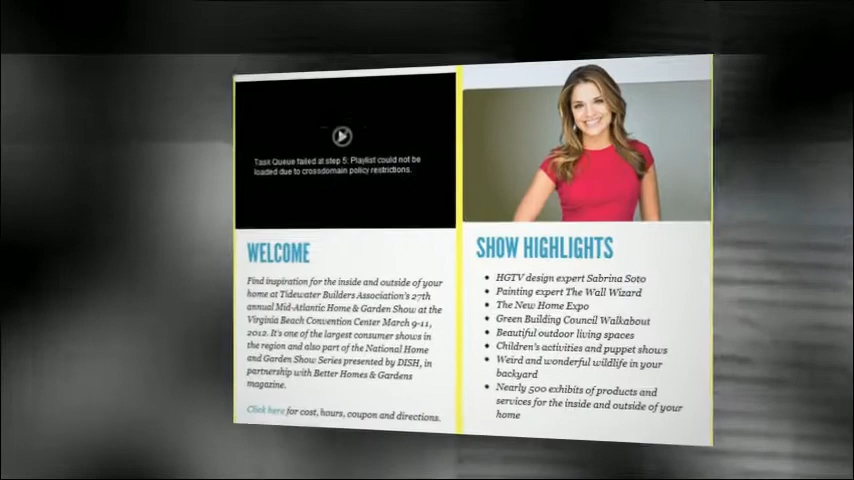 Task Queue failed at step 5: Playlist could not be
loaded due to crossdomain policy restrictions.
WELCOME
Find inspiration for the inside and outside of your
home at Tidewater Builders Association's 27th
annual Mid-Atlantic Home & Garden Show at the
Virginia Beach Convention Center March 9-11,
2012. It's one of the largest consumer shows in
the region and also part of the National Home
and Garden Show Series presented by DISH, in
partnership with Better Homes & Gardens
magazine.
Click here for cost, hours, coupon and directions.
SHOW HIGHLIGHTS
• HGTV design expert Sabrina Soto
• Painting expert The Wall Wizard
• The New Home Expo
• Green Building Council Walkabout
• Beautiful outdoor living spaces
• Children's activities and puppet shows
• Weird and wonderful wildlife in your
backyard
• Nearly 500 exhibits of products and
services for the inside and outside of your
home